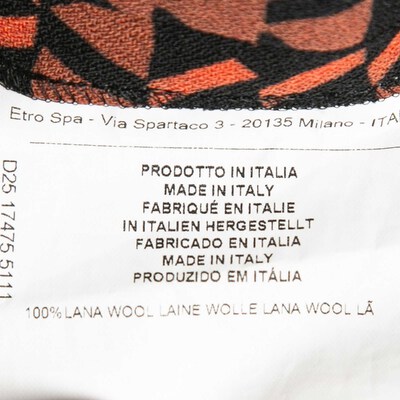 Etro Spa - Via Spartaco 3 - 20135 Milano - ITA
PRODOTTO IN ITALIA
MADE IN ITALY
FABRIQUÉ EN ITALIE
IN ITALIEN HERGESTELLT
FABRICADO EN ITALIA
MADE IN ITALY
PRODUZIDO EM ITÁLIA
100% LANA WOOL LAINE WOLLE LANA WOOL LÃ
D25 17475 5111